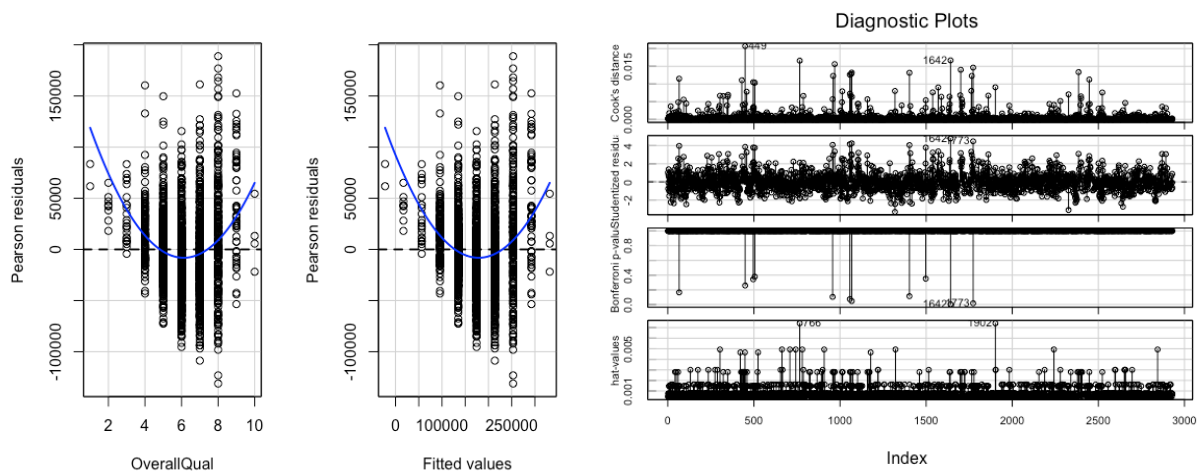 Pearson residuals
150000
50000
0
-100000
2 4 6 8 10
OverallQual
Pearson residuals
150000
50000
0
-100000
0 100000 250000
Fitted values
Diagnostic Plots
Cook's distance
0.015
0.000
449
1642
Studentized residu
4
2
0
-2
1642
1773
Bonferroni p-valu
0.8
0.4
0.0
1642
1773
hat-values
0.005
0.001
766
1902
0 500 1000 1500 2000 2500 3000
Index